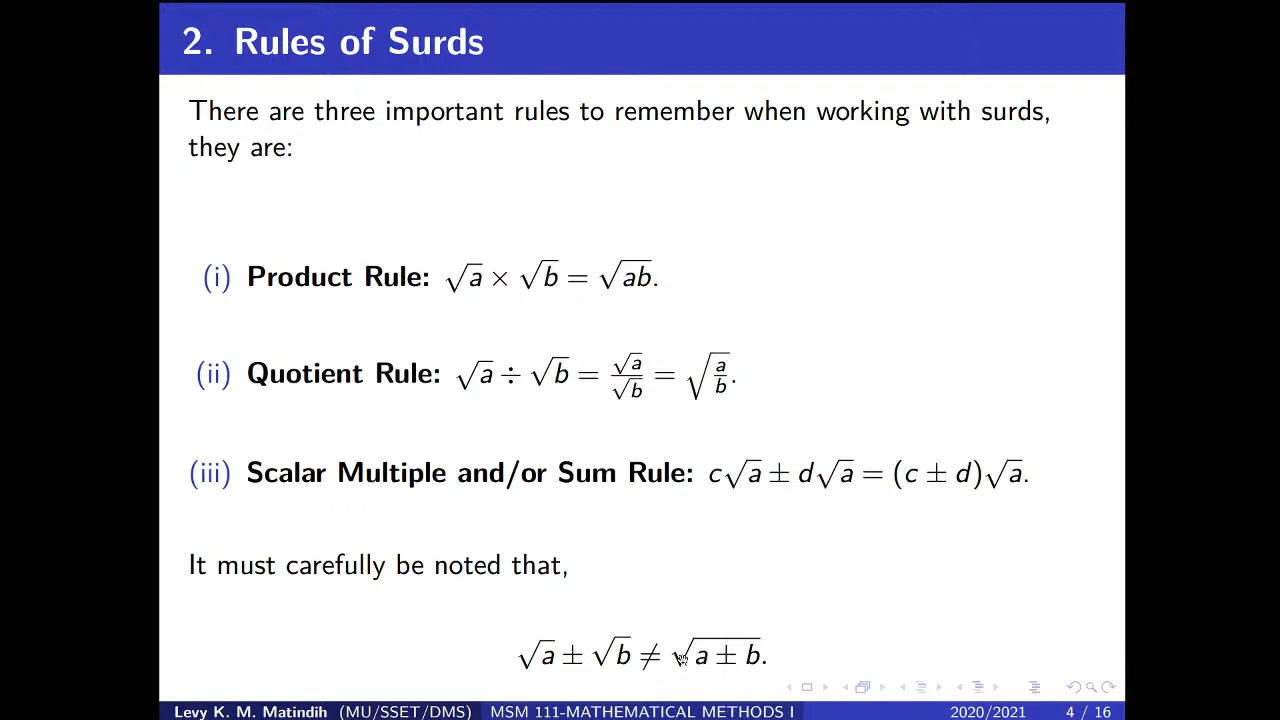 2. Rules of Surds
There are three important rules to remember when working with surds,
they are:
(i) Product Rule: √a × √b = √ab.
(ii) Quotient Rule: √a ÷ √b = √a/√b = √(a/b).
(iii) Scalar Multiple and/or Sum Rule: c√a ± d√a = (c ± d)√a.
It must carefully be noted that,
√a ± √b ≠ √(a ± b).
Levy K. M. Matindih (MU/SSET/DMS) MSM 111-MATHEMATICAL METHODS I 2020/2021 4 / 16